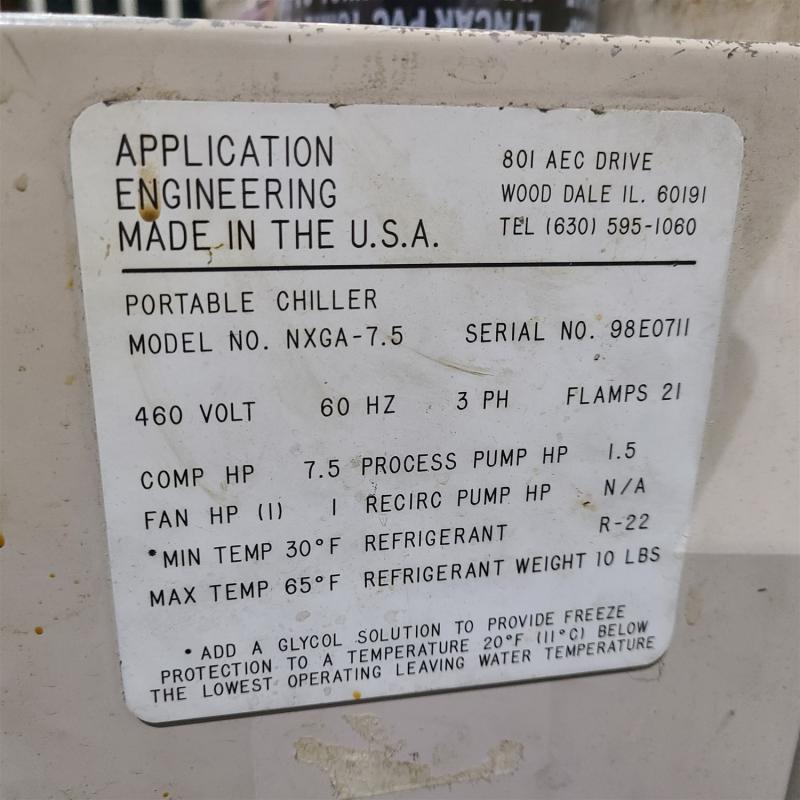 LYNCAR PVC
APPLICATION
ENGINEERING
MADE IN THE U.S.A.
801 AEC DRIVE
WOOD DALE IL. 60191
TEL (630) 595-1060
PORTABLE CHILLER
MODEL NO. NXGA-7.5 SERIAL NO. 98E0711
460 VOLT 60 HZ 3 PH FLAMPS 21
COMP HP 7.5 PROCESS PUMP HP 1.5
FAN HP (1) 1 RECIRC PUMP HP N/A
*MIN TEMP 30°F REFRIGERANT R-22
MAX TEMP 65°F REFRIGERANT WEIGHT 10 LBS
* ADD A GLYCOL SOLUTION TO PROVIDE FREEZE
PROTECTION TO A TEMPERATURE 20°F (11°C) BELOW
THE LOWEST OPERATING LEAVING WATER TEMPERATURE